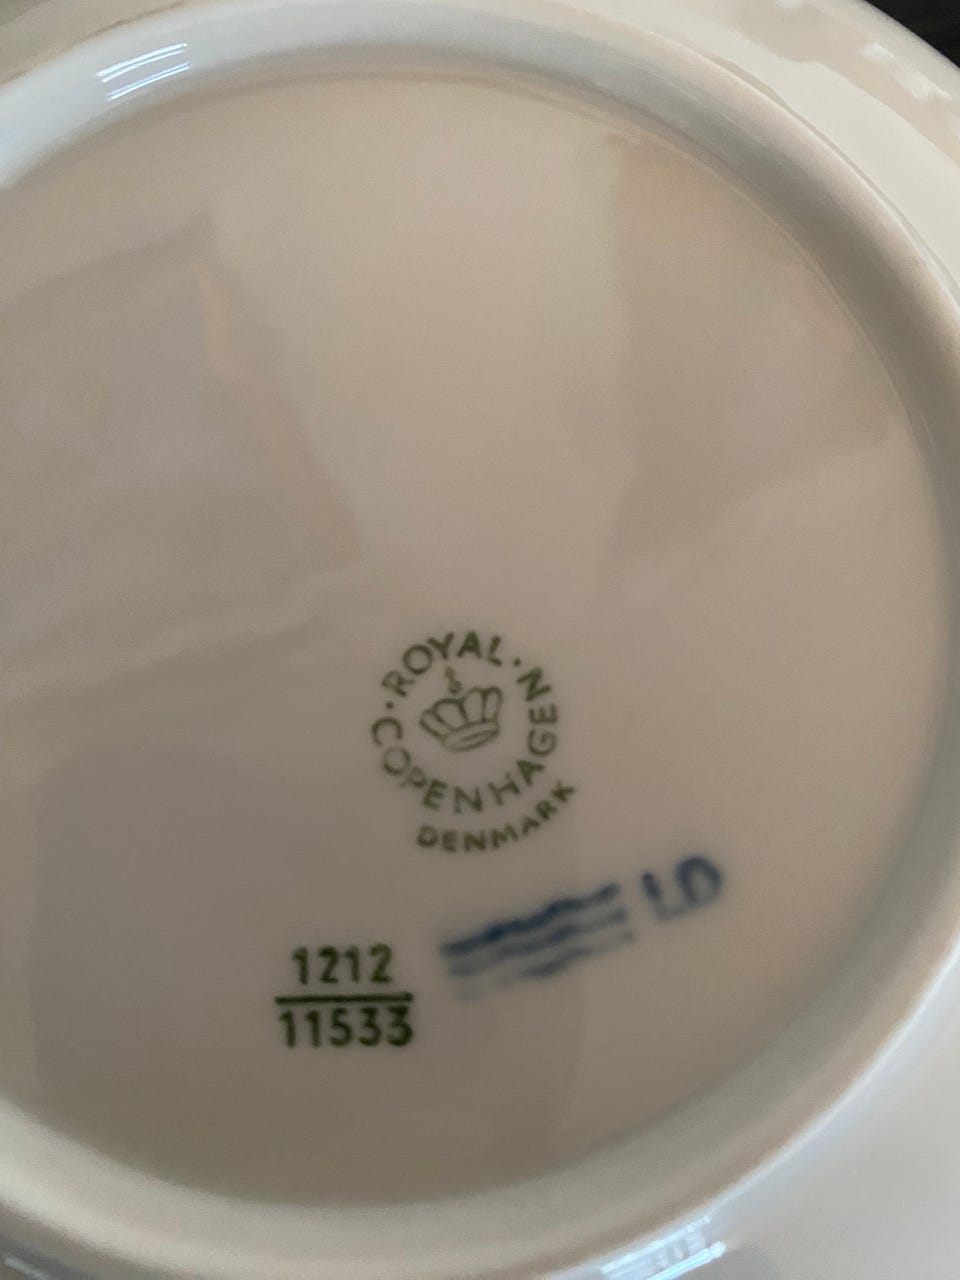 ROYAL
COPENHAGEN
DENMARK
LD
1212
11533